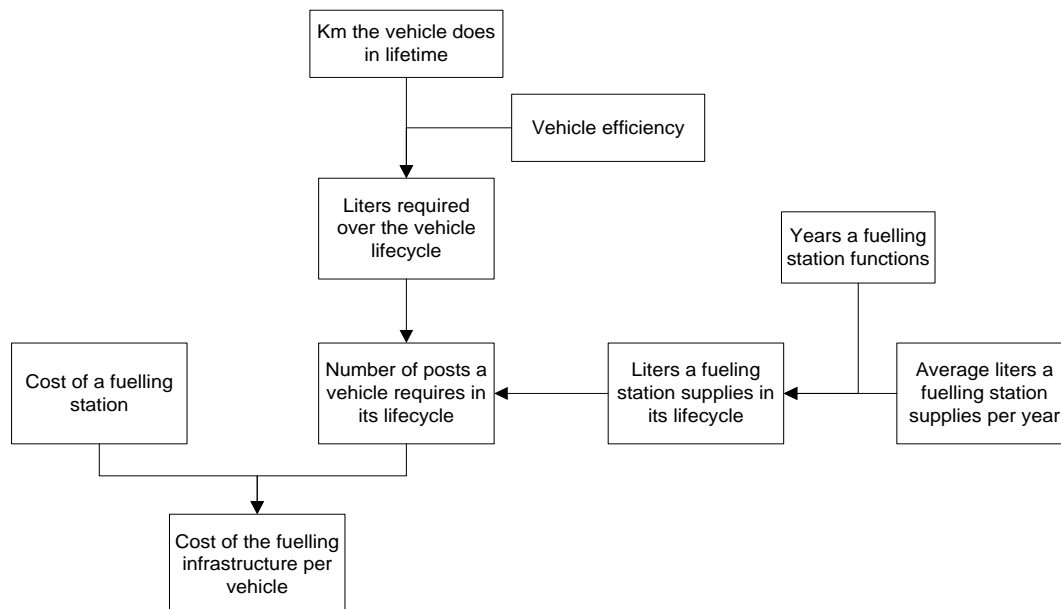 Km the vehicle does
in lifetime
Vehicle efficiency
Liters required
over the vehicle
lifecycle
Years a fuelling
station functions
Cost of a fuelling
station
Number of posts a
vehicle requires in
its lifecycle
Liters a fueling
station supplies in
its lifecycle
Average liters a
fuelling station
supplies per year
Cost of the fuelling
infrastructure per
vehicle